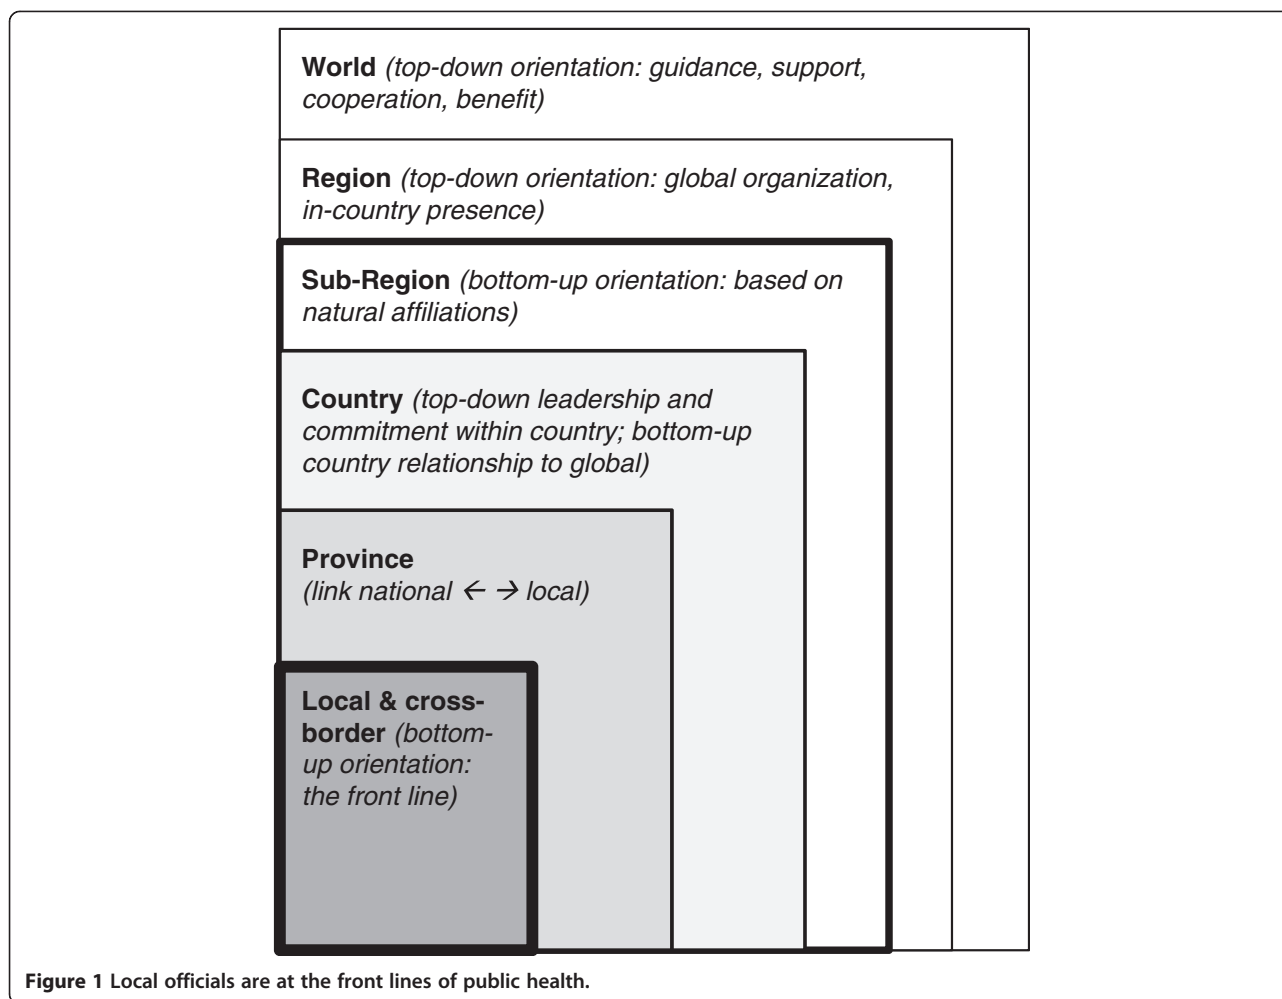 World (top-down orientation: guidance, support,
cooperation, benefit)
Region (top-down orientation: global organization,
in-country presence)
Sub-Region (bottom-up orientation: based on
natural affiliations)
Country (top-down leadership and
commitment within country; bottom-up
country relationship to global)
Province
(link national ← → local)
Local & cross-
border (bottom-
up orientation:
the front line)
Figure 1 Local officials are at the front lines of public health.